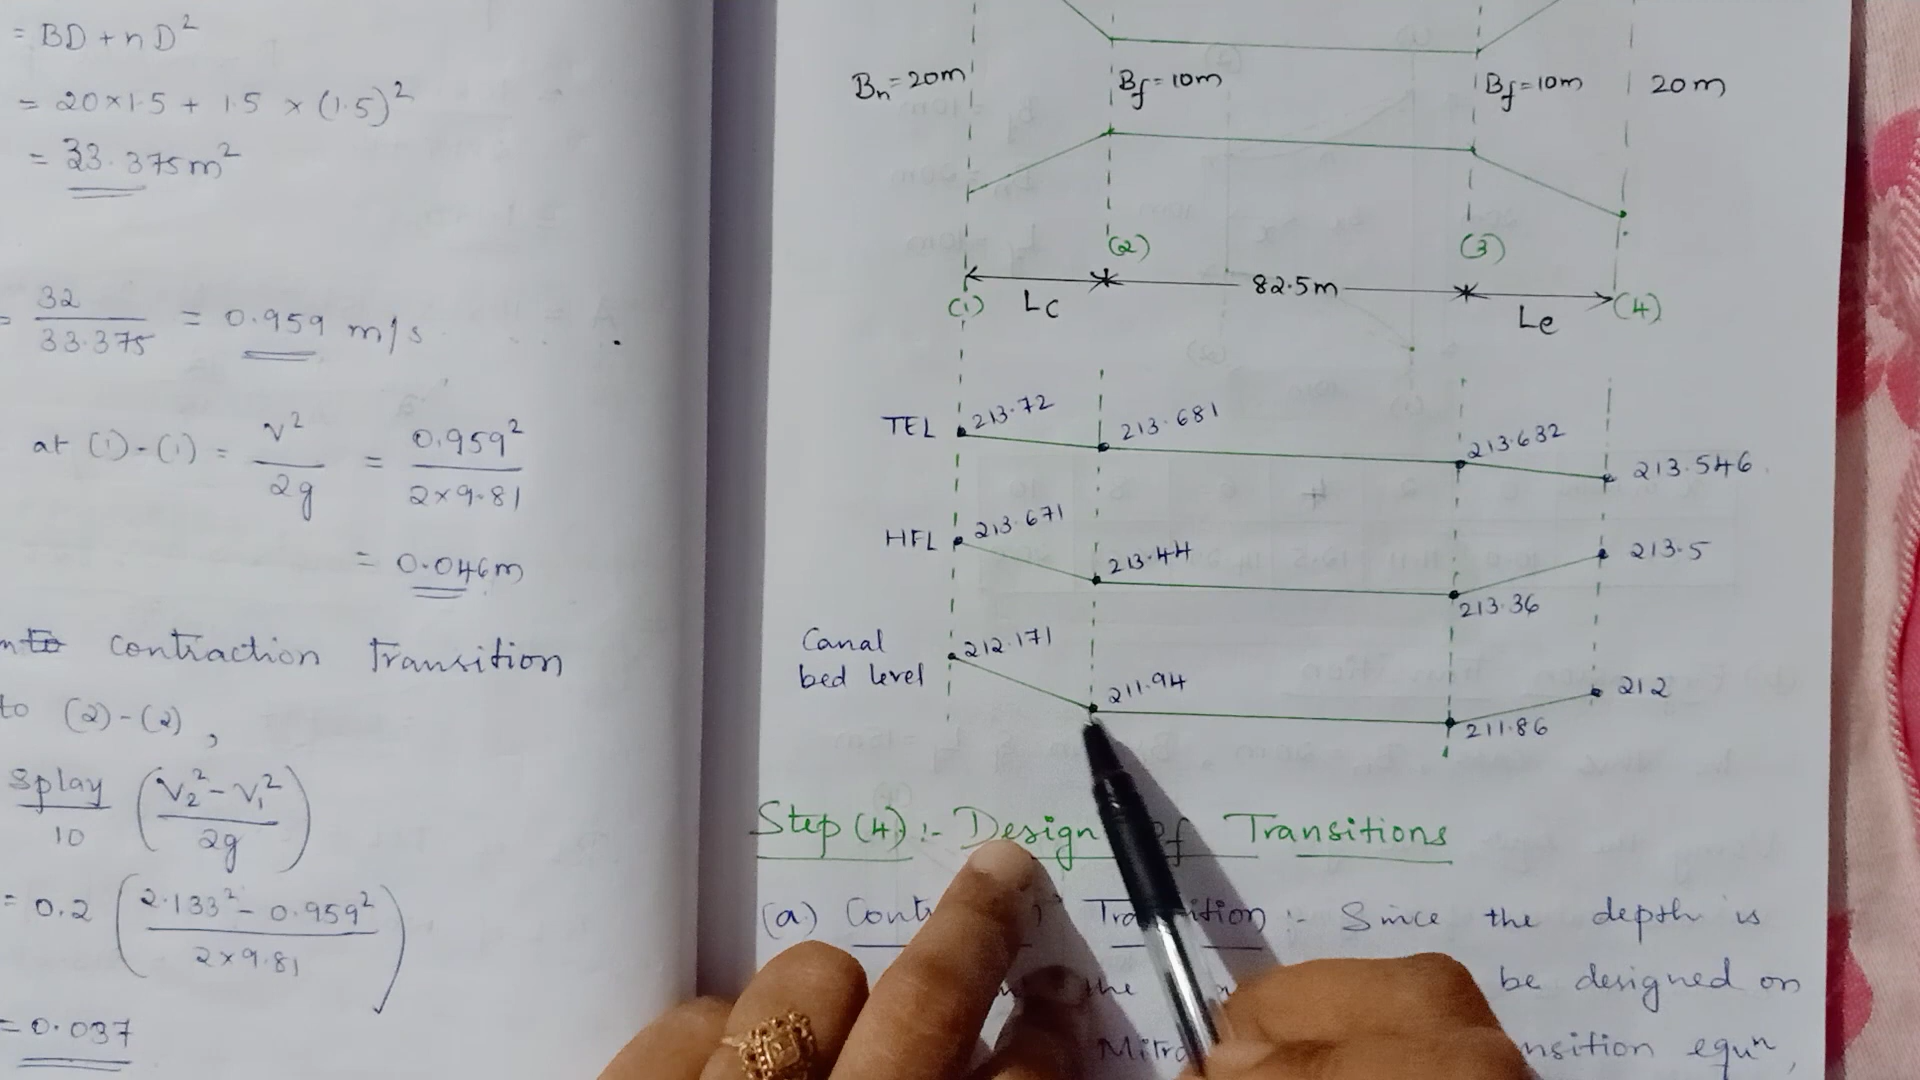 = BD + nD²
= 20×1.5 + 1.5 × (1.5)²
= 33.375m²
= 32/33.375 = 0.959 m/s.
at (1)-(1) = v²/2g = 0.959²/2×9.81
= 0.046m
contraction transition
to (2)-(2),
Splay/10 (V₂² - V₁²/2g)
= 0.2 (2.133² - 0.959²/2×9.81)
= 0.037
Bn = 20m Bf = 10m Bf = 10m 20m
(2) (3)
82.5m
(1) Lc Le (4)
TEL 213.72 213.681 213.632 213.546
HFL 213.671 213.44 213.36 213.5
Canal
bed level 212.171 211.94 211.86 212
Step (4) :- Design of Transitions
(a) Transition :- Since the depth is
the be designed on
equⁿ,